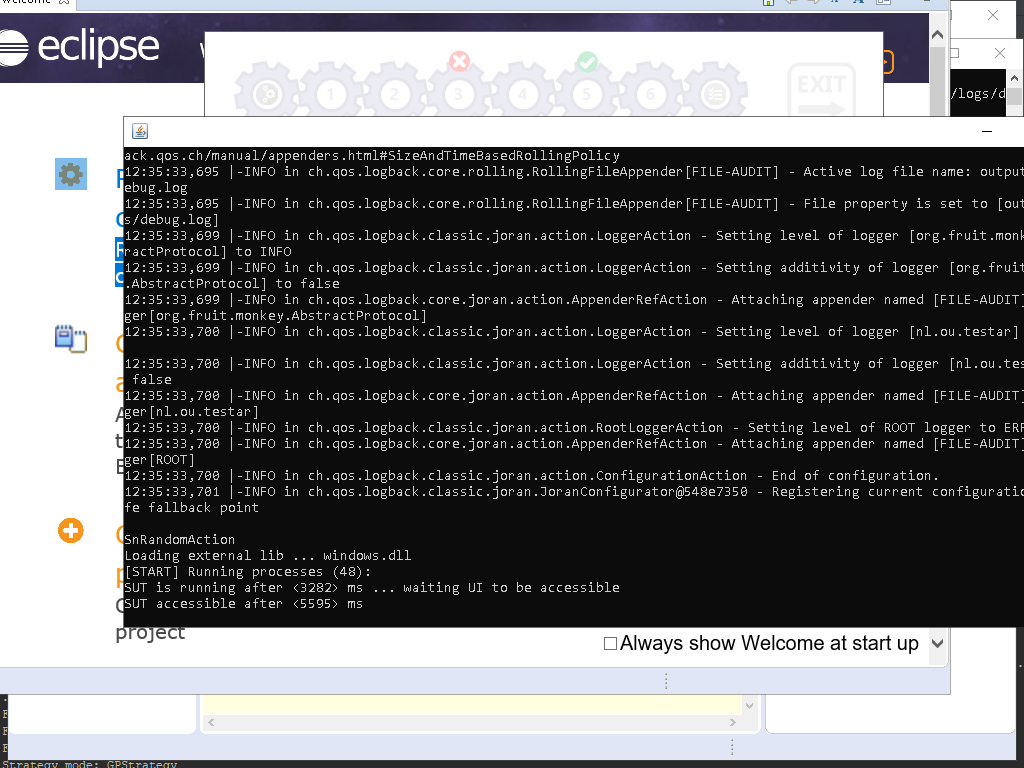 eclipse
1 2 3 4 5 6
EXIT
/logs/d
ack.qos.ch/manual/appenders.html#SizeAndTimeBasedRollingPolicy
12:35:33,695 |-INFO in ch.qos.logback.core.rolling.RollingFileAppender[FILE-AUDIT] - Active log file name: output
ebug.log
12:35:33,695 |-INFO in ch.qos.logback.core.rolling.RollingFileAppender[FILE-AUDIT] - File property is set to [out
s/debug.log]
12:35:33,699 |-INFO in ch.qos.logback.classic.joran.action.LoggerAction - Setting level of logger [org.fruit.monk
ractProtocol] to INFO
12:35:33,699 |-INFO in ch.qos.logback.classic.joran.action.LoggerAction - Setting additivity of logger [org.fruit
.AbstractProtocol] to false
12:35:33,699 |-INFO in ch.qos.logback.core.joran.action.AppenderRefAction - Attaching appender named [FILE-AUDIT]
ger[org.fruit.monkey.AbstractProtocol]
12:35:33,700 |-INFO in ch.qos.logback.classic.joran.action.LoggerAction - Setting level of logger [nl.ou.testar]
12:35:33,700 |-INFO in ch.qos.logback.classic.joran.action.LoggerAction - Setting additivity of logger [nl.ou.tes
false
12:35:33,700 |-INFO in ch.qos.logback.core.joran.action.AppenderRefAction - Attaching appender named [FILE-AUDIT]
ger[nl.ou.testar]
12:35:33,700 |-INFO in ch.qos.logback.classic.joran.action.RootLoggerAction - Setting level of ROOT logger to ERR
12:35:33,700 |-INFO in ch.qos.logback.core.joran.action.AppenderRefAction - Attaching appender named [FILE-AUDIT]
ger[ROOT]
12:35:33,700 |-INFO in ch.qos.logback.classic.joran.action.ConfigurationAction - End of configuration.
12:35:33,701 |-INFO in ch.qos.logback.classic.joran.JoranConfigurator@548e7350 - Registering current configuratio
fe fallback point
SnRandomAction
Loading external lib ... windows.dll
[START] Running processes (48):
SUT is running after <3282> ms ... waiting UI to be accessible
SUT accessible after <5595> ms
project
Always show Welcome at start up
Strategy mode: GPStrategy